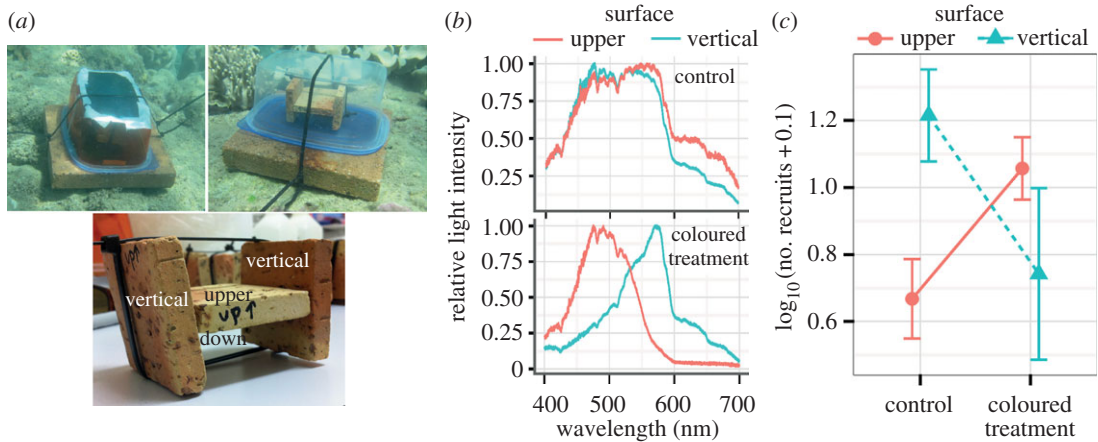 (a)
vertical
vertical
upper
UP↑
down
(b)
surface
upper
vertical
control
1.00
0.75
0.50
0.25
relative light intensity
coloured
treatment
1.00
0.75
0.50
0.25
0
400
500
600
700
wavelength (nm)
(c)
surface
upper
vertical
log10 (no. recruits + 0.1)
1.2
1.0
0.8
0.6
control
coloured
treatment